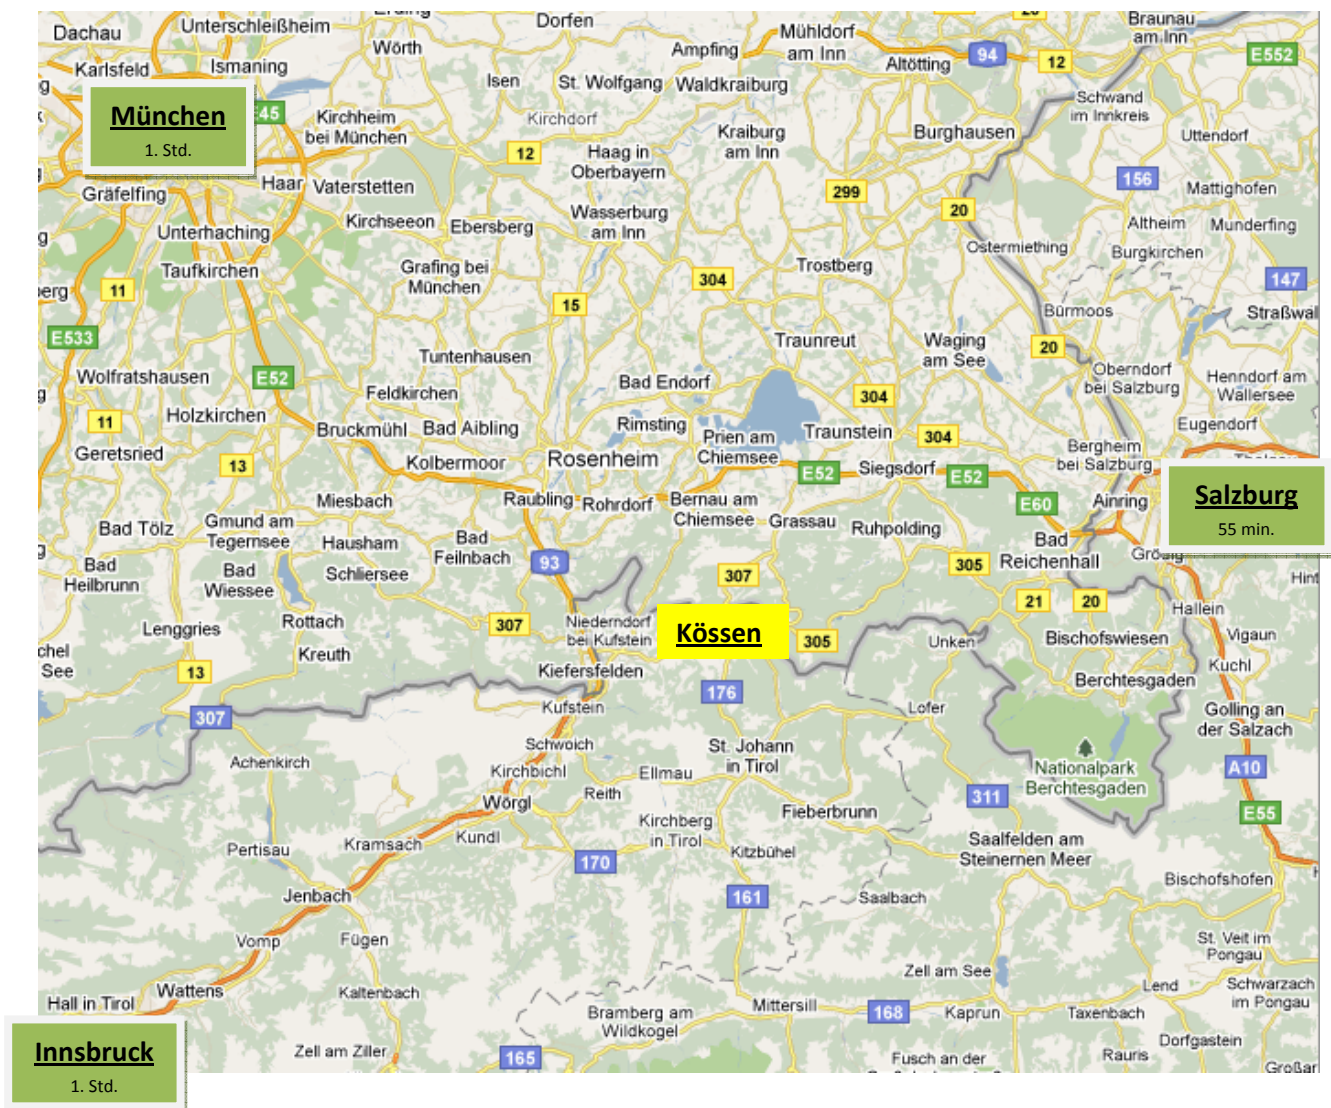 Dachau
Unterschleißheim
Dorfen
Wörth
Ampfing
Mühldorf
am Inn
94
12
Altötting
Braunau
am Inn
E552
Karlsfeld
Ismaning
Isen
St. Wolfgang
Waldkraiburg
München
1. Std.
45
Kirchheim
bei München
Kirchdorf
Kraiburg
am Inn
Burghausen
Schwand
im Innkreis
Uttendorf
12
Haag in
Oberbayern
299
156
Mattighofen
Gräfelfing
Haar
Vaterstetten
Kirchseeon
Ebersberg
Wasserburg
am Inn
20
Altheim
Munderfing
Unterhaching
Ostermiething
Burgkirchen
Taufkirchen
Grafing bei
München
304
Trostberg
147
11
15
Bürmoos
Straßwal
E533
Traunreut
Waging
am See
20
Tuntenhausen
Wolfratshausen
E52
Feldkirchen
Bad Endorf
304
Oberndorf
bei Salzburg
Henndorf am
Wallersee
11
Holzkirchen
Bruckmühl
Bad Aibling
Rimsting
Prien am
Chiemsee
Traunstein
304
Eugendorf
Geretsried
13
Kolbermoor
Rosenheim
E52
Siegsdorf
E52
Bergheim
bei Salzburg
Miesbach
Raubling
Rohrdorf
Bernau am
Chiemsee
Grassau
Ruhpolding
E60
Ainring
Salzburg
55 min.
Bad Tölz
Gmund am
Tegernsee
Hausham
Bad
Feilnbach
Bad
Reichenhall
Grödig
Bad
Heilbrunn
Bad
Wiessee
Schliersee
93
307
305
Hint
Lenggries
Rottach
307
Niederndorf
bei Kufstein
Kössen
305
21
20
Hallein
Unken
Bischofswiesen
Vigaun
chel
See
Kreuth
13
Kiefersfelden
Kuchl
Berchtesgaden
307
Kufstein
176
Lofer
Golling an
der Salzach
Achenkirch
Schwoich
St. Johann
in Tirol
Nationalpark
Berchtesgaden
A10
Kirchbichl
Ellmau
Wörgl
Reith
Fieberbrunn
311
E55
Pertisau
Kramsach
Kundl
Kirchberg
in Tirol
Saalfelden am
Steinernen Meer
170
Kitzbühel
Jenbach
161
Saalbach
Bischofshofen
Vomp
Fügen
St. Veit im
Pongau
Wattens
Kaltenbach
Zell am See
Lend
Schwarzach
im Pongau
Hall in Tirol
Bramberg am
Wildkogel
Mittersill
168
Kaprun
Taxenbach
Innsbruck
1. Std.
Zell am Ziller
165
Fusch an der
Rauris
Dorfgastein
Großar